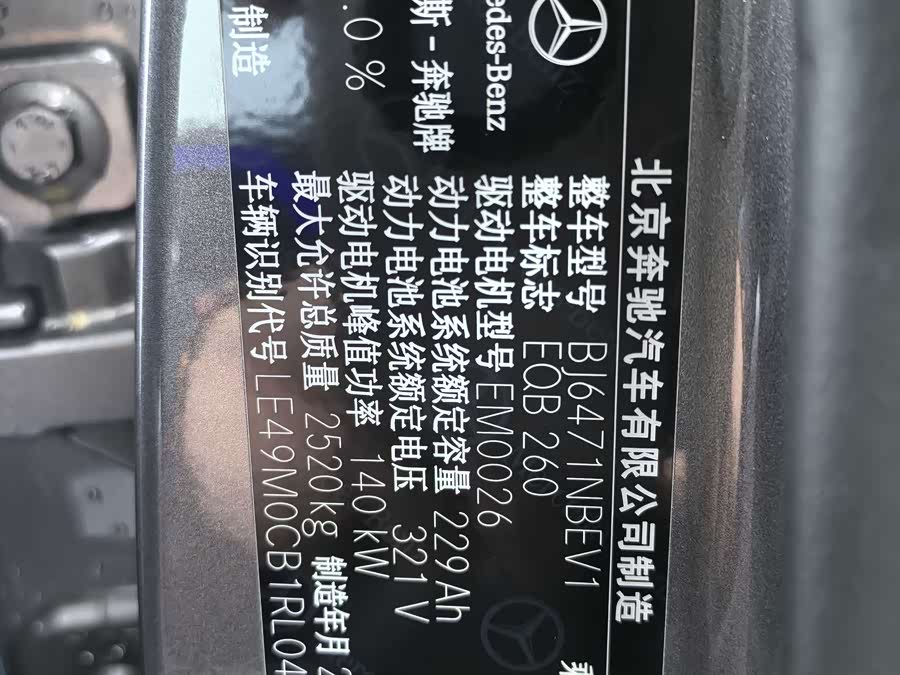 北京奔驰汽车有限公司制造
edes-Benz
整车型号 BJ6471NBEV1
整车标志 EQB 260
斯-奔驰牌
驱动电机型号 EM0026
动力电池系统额定容量 229Ah
动力电池系统额定电压 321V
.0 %
驱动电机峰值功率 140kW
最大允许总质量 2520kg 制造年月 2
制造
车辆识别代号 LE49M0CB1RL04